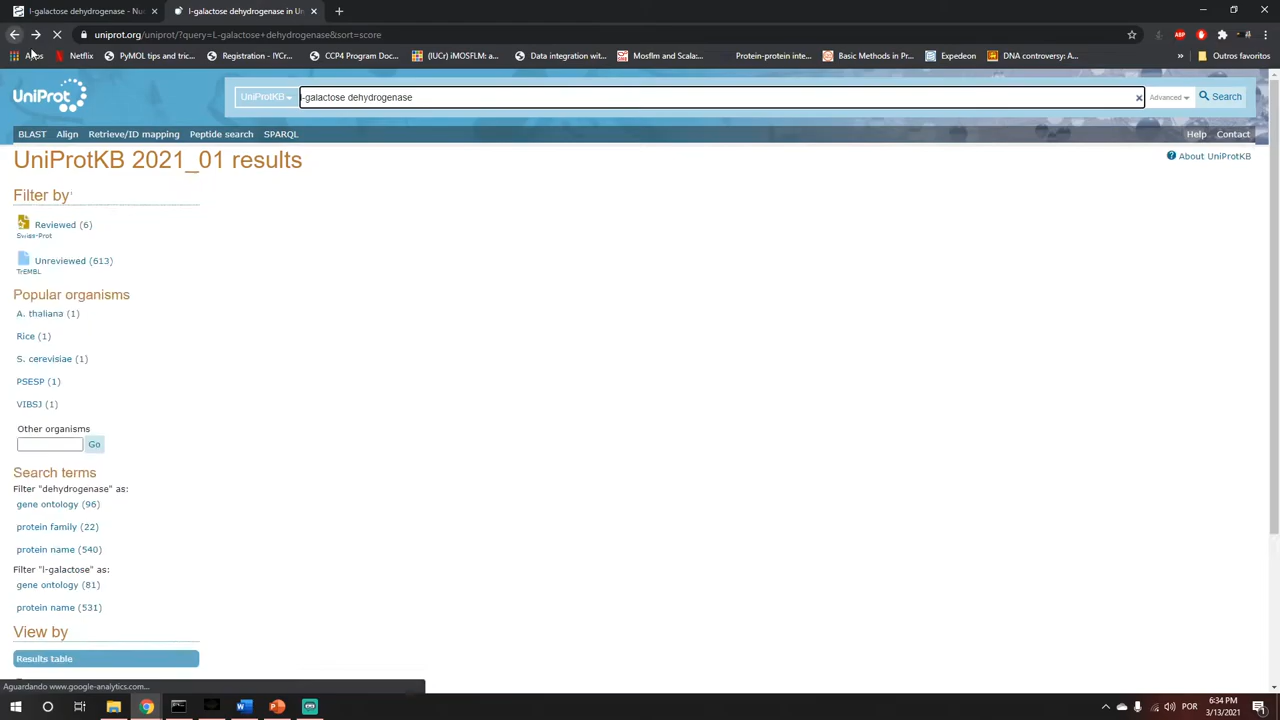 l-galactose dehydrogenase - Nu
l-galactose dehydrogenase in Un
uniprot.org/uniprot/?query=L-galactose+dehydrogenase&sort=score
ABP
Apps
Netflix
PyMOL tips and tric...
Registration - IYCr...
CCP4 Program Doc...
(IUCr) iMOSFLM, a...
Data integration wit...
Mosflm and Scala:...
Protein-protein inte...
Basic Methods in Pr...
Expedeon
DNA controversy: A...
»
Outros favoritos
UniProt
UniProtKB
l-galactose dehydrogenase
Advanced
Search
BLAST Align Retrieve/ID mapping Peptide search SPARQL
Help Contact
UniProtKB 2021_01 results
About UniProtKB
Filter by
Reviewed (6)
Swiss-Prot
Unreviewed (613)
TrEMBL
Popular organisms
A. thaliana (1)
Rice (1)
S. cerevisiae (1)
PSESP (1)
VIBSJ (1)
Other organisms
Go
Search terms
Filter "dehydrogenase" as:
gene ontology (96)
protein family (22)
protein name (540)
Filter "l-galactose" as:
gene ontology (81)
protein name (531)
View by
Results table
Aguardando www.google-analytics.com...
POR
6:34 PM
3/13/2021